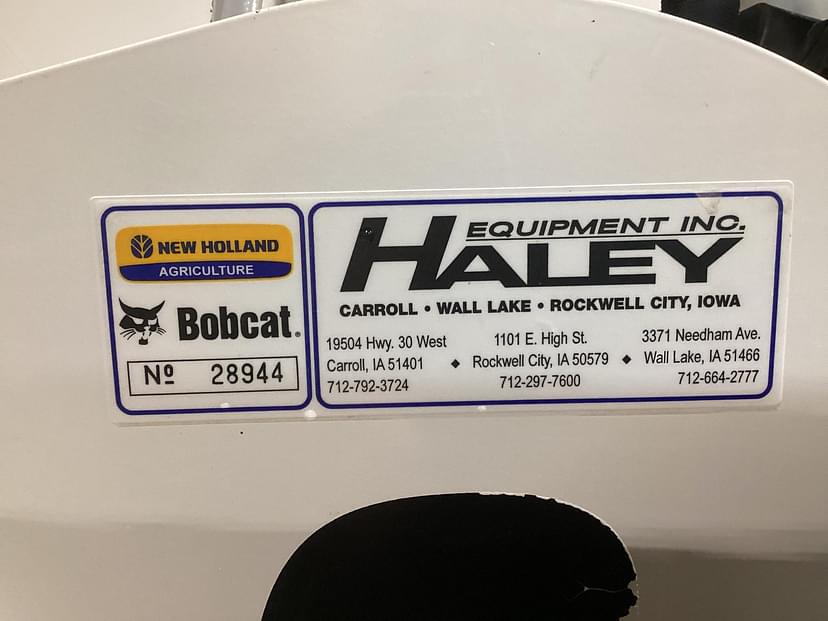 NEW HOLLAND
AGRICULTURE
Bobcat®
Nº 28944
EQUIPMENT INC.
HALEY
CARROLL • WALL LAKE • ROCKWELL CITY, IOWA
19504 Hwy. 30 West
Carroll, IA 51401
712-792-3724
1101 E. High St.
Rockwell City, IA 50579
712-297-7600
3371 Needham Ave.
Wall Lake, IA 51466
712-664-2777